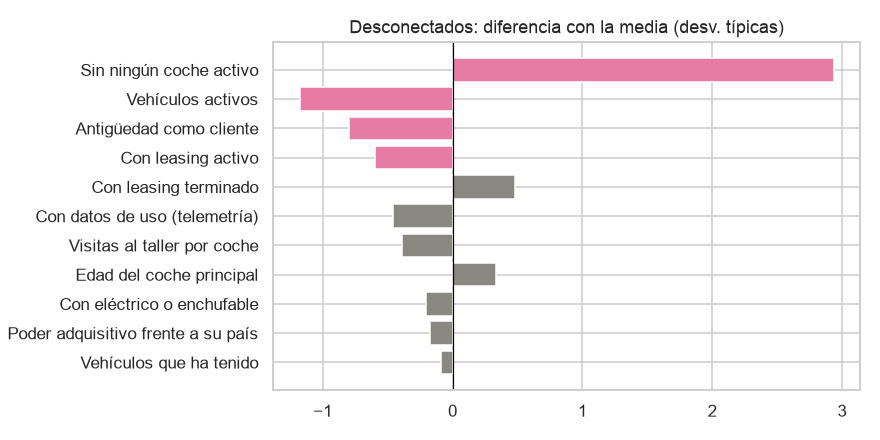 Desconectados: diferencia con la media (desv. típicas)
Sin ningún coche activo
Vehículos activos
Antigüedad como cliente
Con leasing activo
Con leasing terminado
Con datos de uso (telemetría)
Visitas al taller por coche
Edad del coche principal
Con eléctrico o enchufable
Poder adquisitivo frente a su país
Vehículos que ha tenido
−1 0 1 2 3